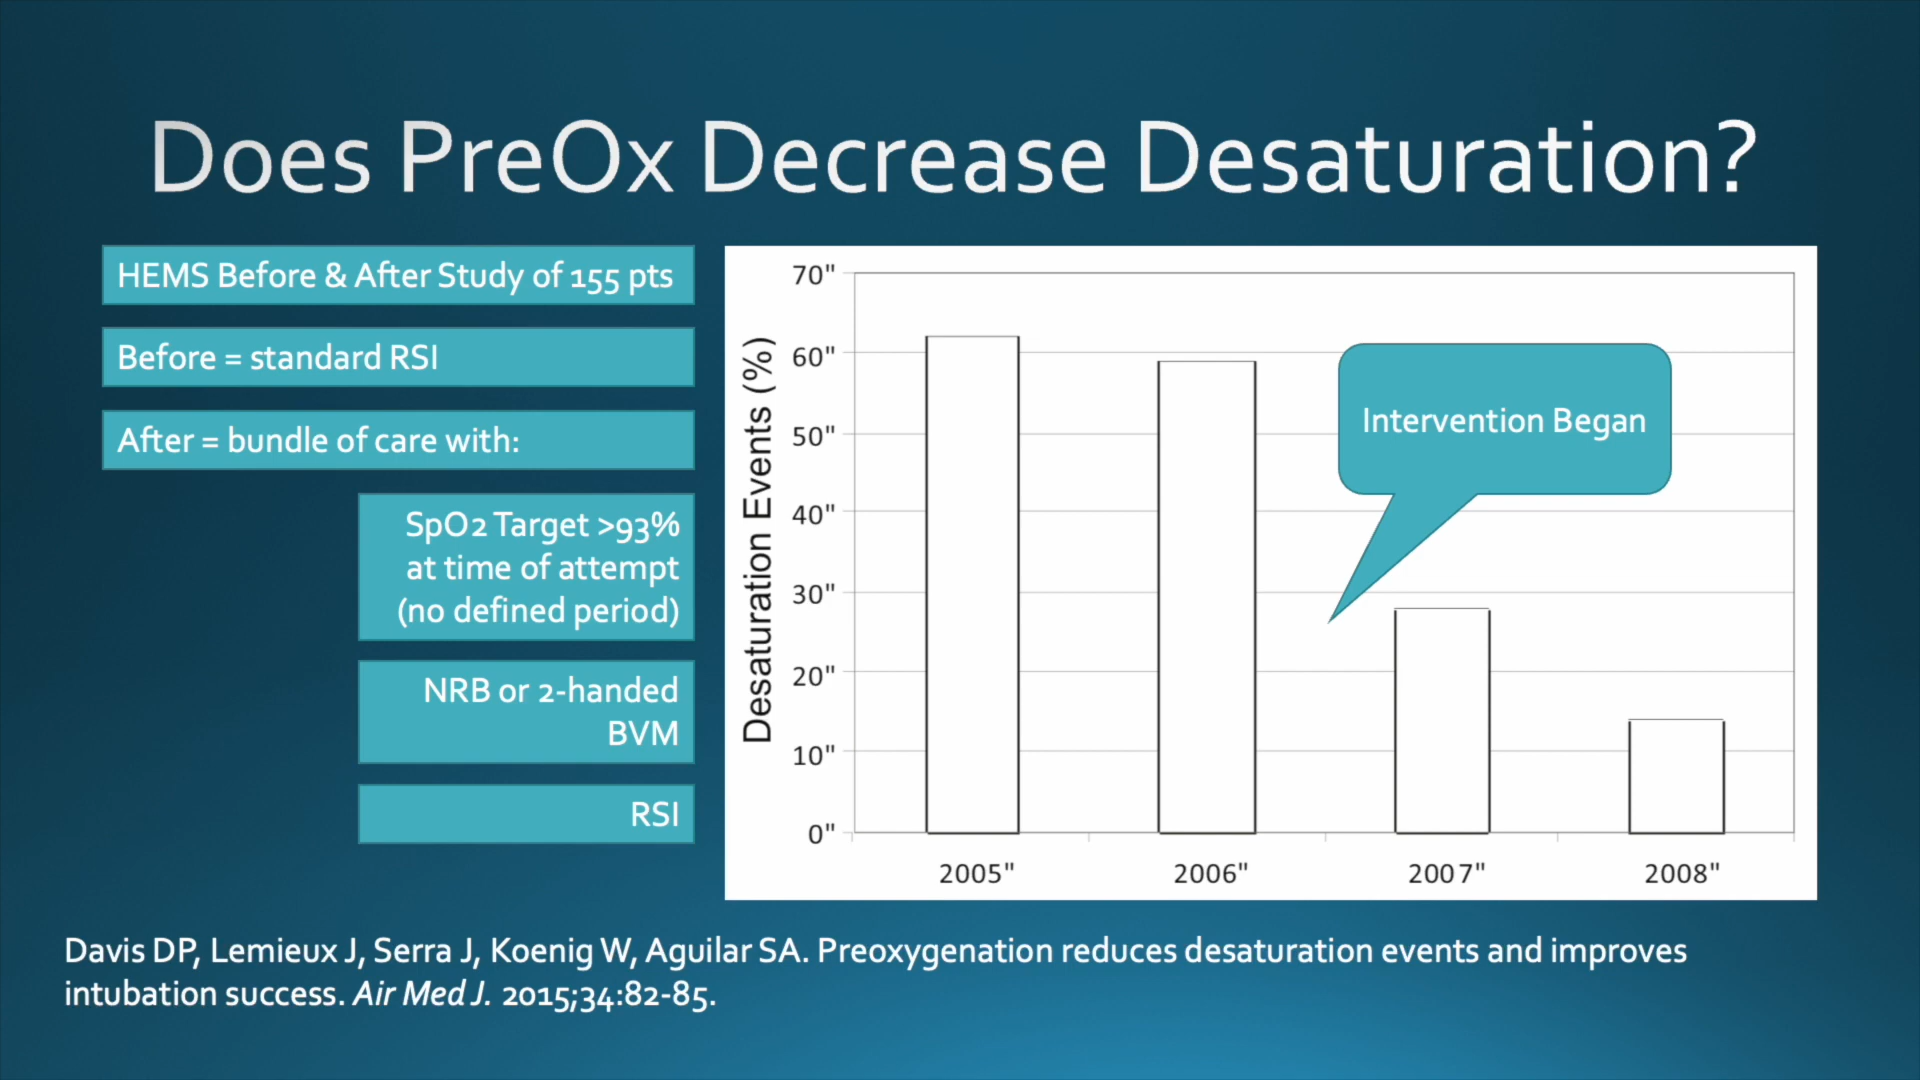 Does PreOx Decrease Desaturation?
HEMS Before & After Study of 155 pts
Before = standard RSI
After = bundle of care with:
SpO2 Target >93%
at time of attempt
(no defined period)
NRB or 2-handed
BVM
RSI
Desaturation Events (%)
70"
60"
50"
40"
30"
20"
10"
0"
Intervention Began
2005" 2006" 2007" 2008"
Davis DP, Lemieux J, Serra J, Koenig W, Aguilar SA. Preoxygenation reduces desaturation events and improves
intubation success. Air Med J. 2015;34:82-85.